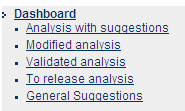 Dashboard
Analysis with suggestions
Modified analysis
Validated analysis
To release analysis
General Suggestions